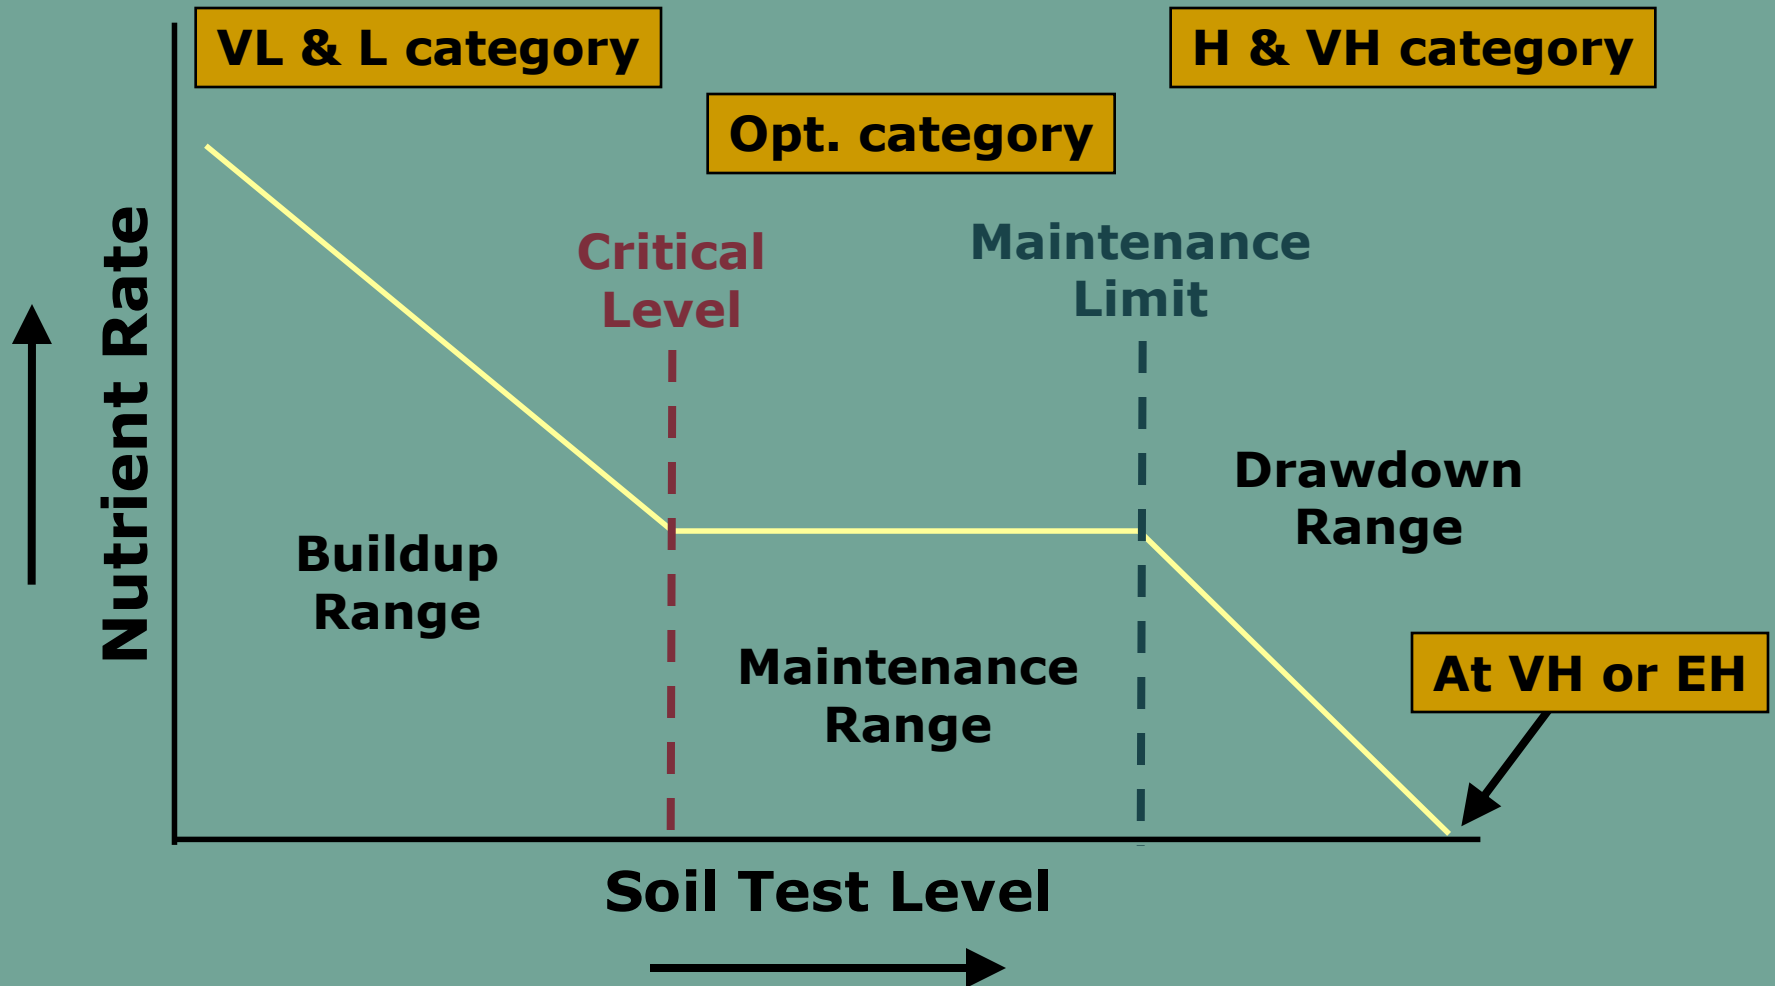 VL & L category
H & VH category
Opt. category
Critical
Level
Maintenance
Limit
Nutrient Rate
Drawdown
Range
Buildup
Range
Maintenance
Range
At VH or EH
Soil Test Level